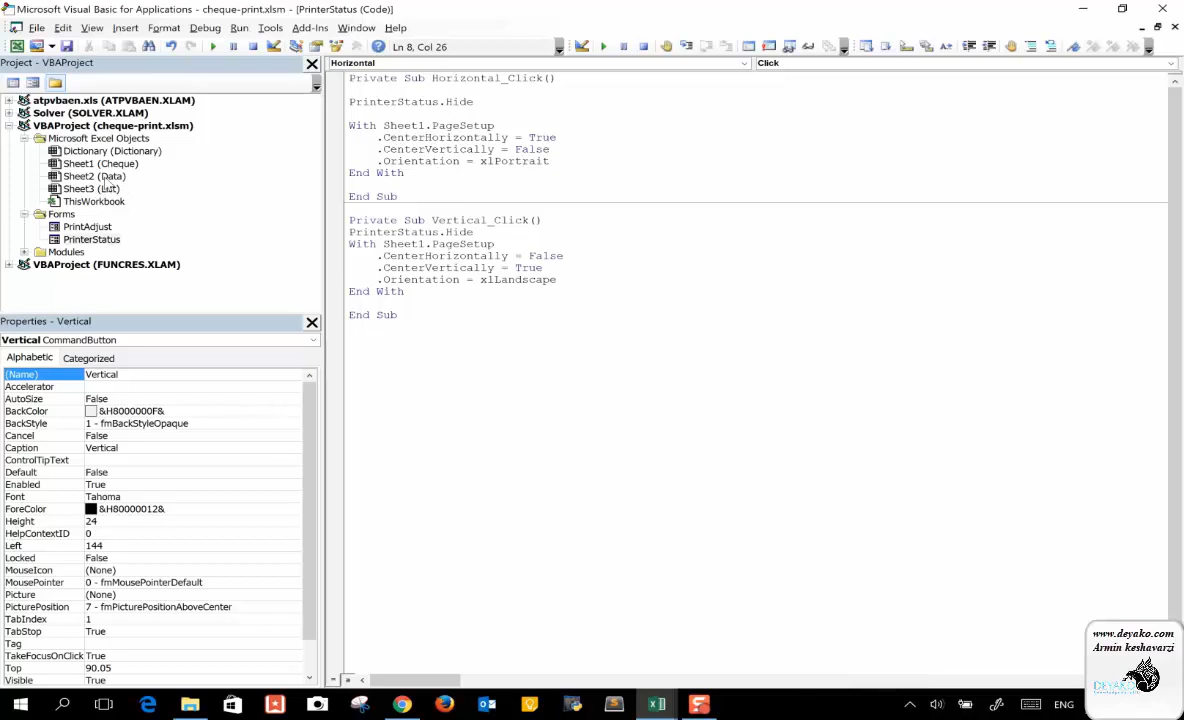 Microsoft Visual Basic for Applications - cheque-print.xlsm - [PrinterStatus (Code)]
File Edit View Insert Format Debug Run Tools Add-Ins Window Help
Ln 8, Col 26
Project - VBAProject
Horizontal
Click
atpvbaen.xls (ATPVBAEN.XLAM)
Solver (SOLVER.XLAM)
VBAProject (cheque-print.xlsm)
Microsoft Excel Objects
Dictionary (Dictionary)
Sheet1 (Cheque)
Sheet2 (Data)
Sheet3 (List)
ThisWorkbook
Forms
PrintAdjust
PrinterStatus
Modules
VBAProject (FUNCRES.XLAM)
Private Sub Horizontal_Click()
PrinterStatus.Hide
With Sheet1.PageSetup
.CenterHorizontally = True
.CenterVertically = False
.Orientation = xlPortrait
End With
End Sub
Private Sub Vertical_Click()
PrinterStatus.Hide
With Sheet1.PageSetup
.CenterHorizontally = False
.CenterVertically = True
.Orientation = xlLandscape
End With
End Sub
Properties - Vertical
Vertical CommandButton
Alphabetic Categorized
(Name) Vertical
Accelerator
AutoSize False
BackColor &H8000000F&
BackStyle 1 - fmBackStyleOpaque
Cancel False
Caption Vertical
ControlTipText
Default False
Enabled True
Font Tahoma
ForeColor &H80000012&
Height 24
HelpContextID 0
Left 144
Locked False
MouseIcon (None)
MousePointer 0 - fmMousePointerDefault
Picture (None)
PicturePosition 7 - fmPicturePositionAboveCenter
TabIndex 1
TabStop True
Tag
TakeFocusOnClick True
Top 90.05
Visible True
www.deyako.com
Armin keshavarzi
DEYAKO
ENG